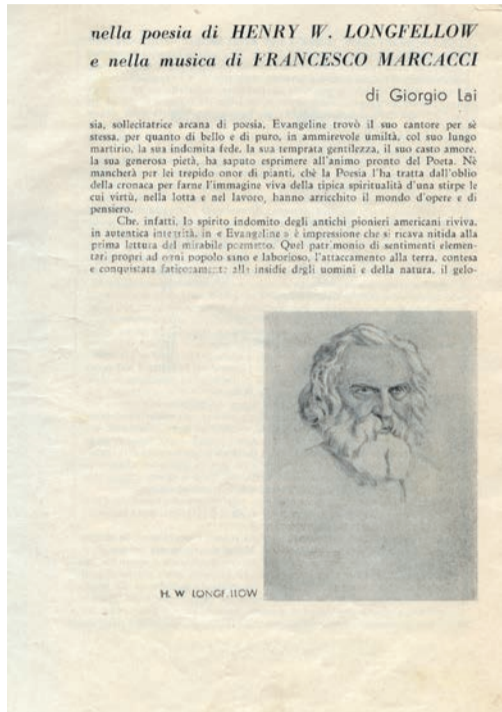 nella poesia di HENRY W. LONGFELLOW
e nella musica di FRANCESCO MARCACCI
di Giorgio Lai
sia, sollecitatrice arcana di poesia, Evangeline trovò il suo cantore per sè
stessa, per quanto di bello e di puro, in ammirevole umiltà, col suo lungo
martirio, la sua indomita fede, la sua temprata gentilezza, il suo casto amore,
la sua generosa pietà, ha saputo esprimere all'animo pronto del Poeta. Nè
mancherà per lei trepido onor di pianti, chè la Poesia l'ha tratta dall'oblio
della cronaca per farne l'immagine viva della tipica spiritualità d'una stirpe le
cui virtù, nella lotta e nel lavoro, hanno arricchito il mondo d'opere e di
pensiero.
Che, infatti, lo spirito indomito degli antichi pionieri americani riviva,
in autentica integrità, in « Evangeline » è impressione che si ricava nitida alla
prima lettura del mirabile poemetto. Quel patrimonio di sentimenti elemen-
tari propri ad ogni popolo sano e laborioso, l'attaccamento alla terra, contesa
e conquistata faticosamente alle insidie degli uomini e della natura, il gelo-
H. W LONGFELLOW